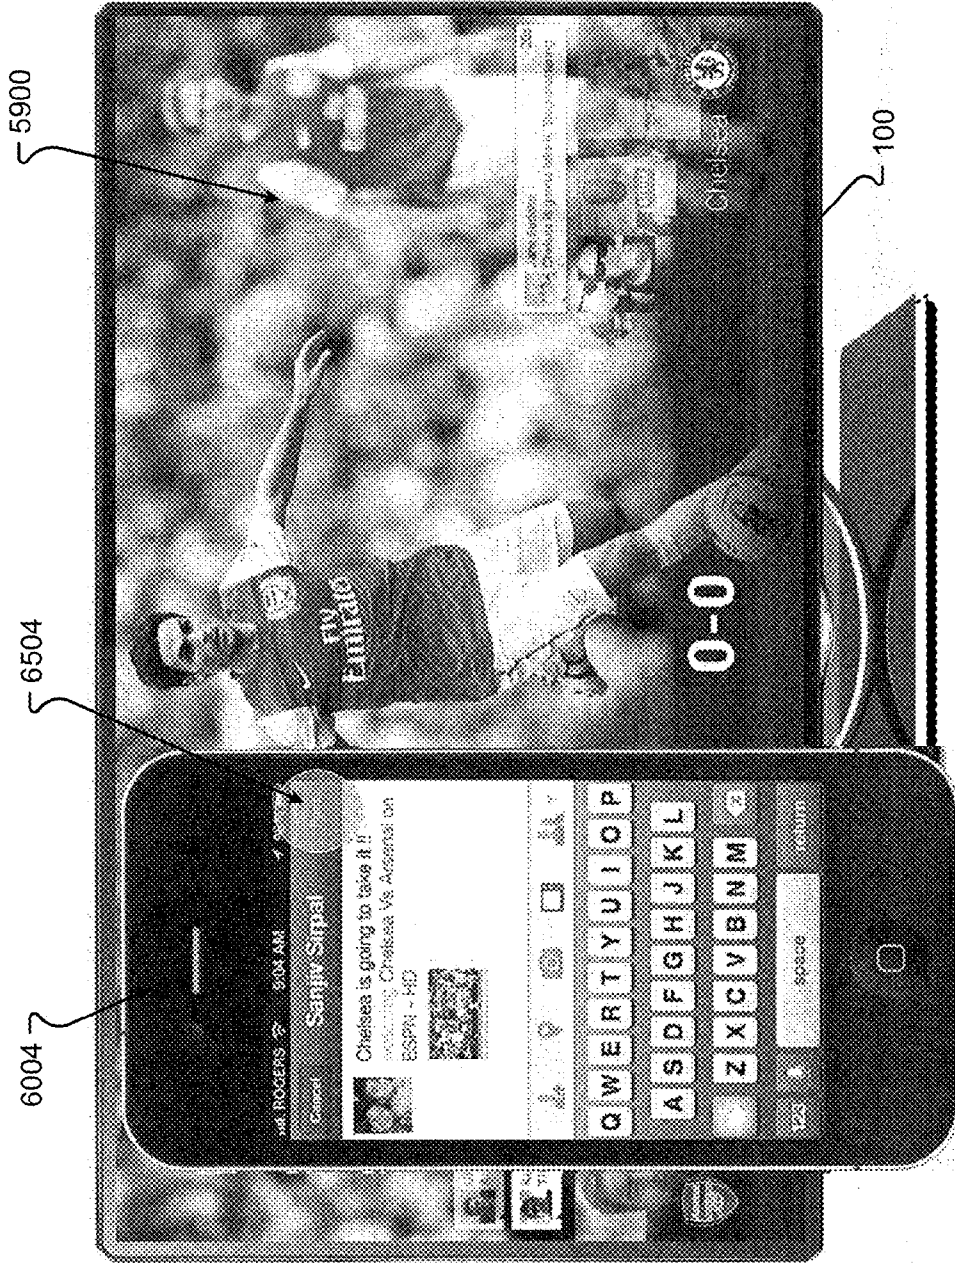 5900
100
6504
6004
Chelsea
0-0
Fly
Emirates
ROGERS 5:04 AM
Cancel Sanjiv Sirpal
Chelsea is going to take it !!
watching Chelsea Vs Arsenal on
ESPN - HD
Q W E R T Y U I O P
A S D F G H J K L
Z X C V B N M
123 space return